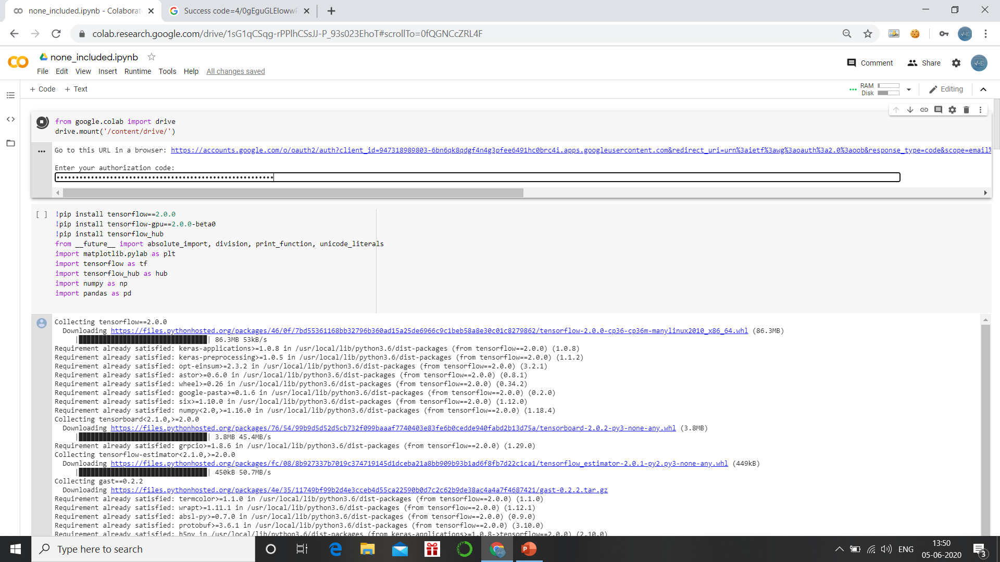 none_included.ipynb - Colaborat
Success code=4/0gEguGLEIoww
colab.research.google.com/drive/1sG1qCSqg-rPPlhCSsJJ-P_93s023EhoT#scrollTo=0fQGNCcZRL4F
none_included.ipynb
Comment
Share
File Edit View Insert Runtime Tools Help All changes saved
+ Code + Text
RAM
Disk
Editing
from google.colab import drive
drive.mount('/content/drive/')
Go to this URL in a browser: https://accounts.google.com/o/oauth2/auth?client_id=947318989803-6bn6qk8qdgf4n4g3pfee6491hc0brc4i.apps.googleusercontent.com&redirect_uri=urn%3aietf%3awg%3aoauth%3a2.0%3aoob&response_type=code&scope=email%
Enter your authorization code:
[ ]
!pip install tensorflow==2.0.0
!pip install tensorflow-gpu==2.0.0-beta0
!pip install tensorflow_hub
from __future__ import absolute_import, division, print_function, unicode_literals
import matplotlib.pylab as plt
import tensorflow as tf
import tensorflow_hub as hub
import numpy as np
import pandas as pd
Collecting tensorflow==2.0.0
Downloading https://files.pythonhosted.org/packages/46/0f/7bd55361168bb32796b360ad15a25de6966c9c1beb58a8e30c01c8279862/tensorflow-2.0.0-cp36-cp36m-manylinux2010_x86_64.whl (86.3MB)
86.3MB 53kB/s
Requirement already satisfied: keras-applications>=1.0.8 in /usr/local/lib/python3.6/dist-packages (from tensorflow==2.0.0) (1.0.8)
Requirement already satisfied: keras-preprocessing>=1.0.5 in /usr/local/lib/python3.6/dist-packages (from tensorflow==2.0.0) (1.1.2)
Requirement already satisfied: opt-einsum>=2.3.2 in /usr/local/lib/python3.6/dist-packages (from tensorflow==2.0.0) (3.2.1)
Requirement already satisfied: astor>=0.6.0 in /usr/local/lib/python3.6/dist-packages (from tensorflow==2.0.0) (0.8.1)
Requirement already satisfied: wheel>=0.26 in /usr/local/lib/python3.6/dist-packages (from tensorflow==2.0.0) (0.34.2)
Requirement already satisfied: google-pasta>=0.1.6 in /usr/local/lib/python3.6/dist-packages (from tensorflow==2.0.0) (0.2.0)
Requirement already satisfied: six>=1.10.0 in /usr/local/lib/python3.6/dist-packages (from tensorflow==2.0.0) (1.12.0)
Requirement already satisfied: numpy<2.0,>=1.16.0 in /usr/local/lib/python3.6/dist-packages (from tensorflow==2.0.0) (1.18.4)
Collecting tensorboard<2.1.0,>=2.0.0
Downloading https://files.pythonhosted.org/packages/76/54/99b9d5d52d5cb732f099baaaf7740403e83fe6b0cedde940fabd2b13d75a/tensorboard-2.0.2-py3-none-any.whl (3.8MB)
3.8MB 45.4MB/s
Requirement already satisfied: grpcio>=1.8.6 in /usr/local/lib/python3.6/dist-packages (from tensorflow==2.0.0) (1.29.0)
Collecting tensorflow-estimator<2.1.0,>=2.0.0
Downloading https://files.pythonhosted.org/packages/fc/08/8b927337b7019c374719145d1dceba21a8bb909b93b1ad6f8fb7d22c1ca1/tensorflow_estimator-2.0.1-py2.py3-none-any.whl (449kB)
450kB 50.7MB/s
Collecting gast==0.2.2
Downloading https://files.pythonhosted.org/packages/4e/35/11749bf99b2d4e3cceb4d55ca22590b0d7c2c62b9de38ac4a4a7f4687421/gast-0.2.2.tar.gz
Requirement already satisfied: termcolor>=1.1.0 in /usr/local/lib/python3.6/dist-packages (from tensorflow==2.0.0) (1.1.0)
Requirement already satisfied: wrapt>=1.11.1 in /usr/local/lib/python3.6/dist-packages (from tensorflow==2.0.0) (1.12.1)
Requirement already satisfied: absl-py>=0.7.0 in /usr/local/lib/python3.6/dist-packages (from tensorflow==2.0.0) (0.9.0)
Requirement already satisfied: protobuf>=3.6.1 in /usr/local/lib/python3.6/dist-packages (from tensorflow==2.0.0) (3.10.0)
Requirement already satisfied: h5py in /usr/local/lib/python3.6/dist-packages (from keras-applications>=1.0.8->tensorflow==2.0.0) (2.10.0)
Type here to search
ENG
13:50
05-06-2020
3